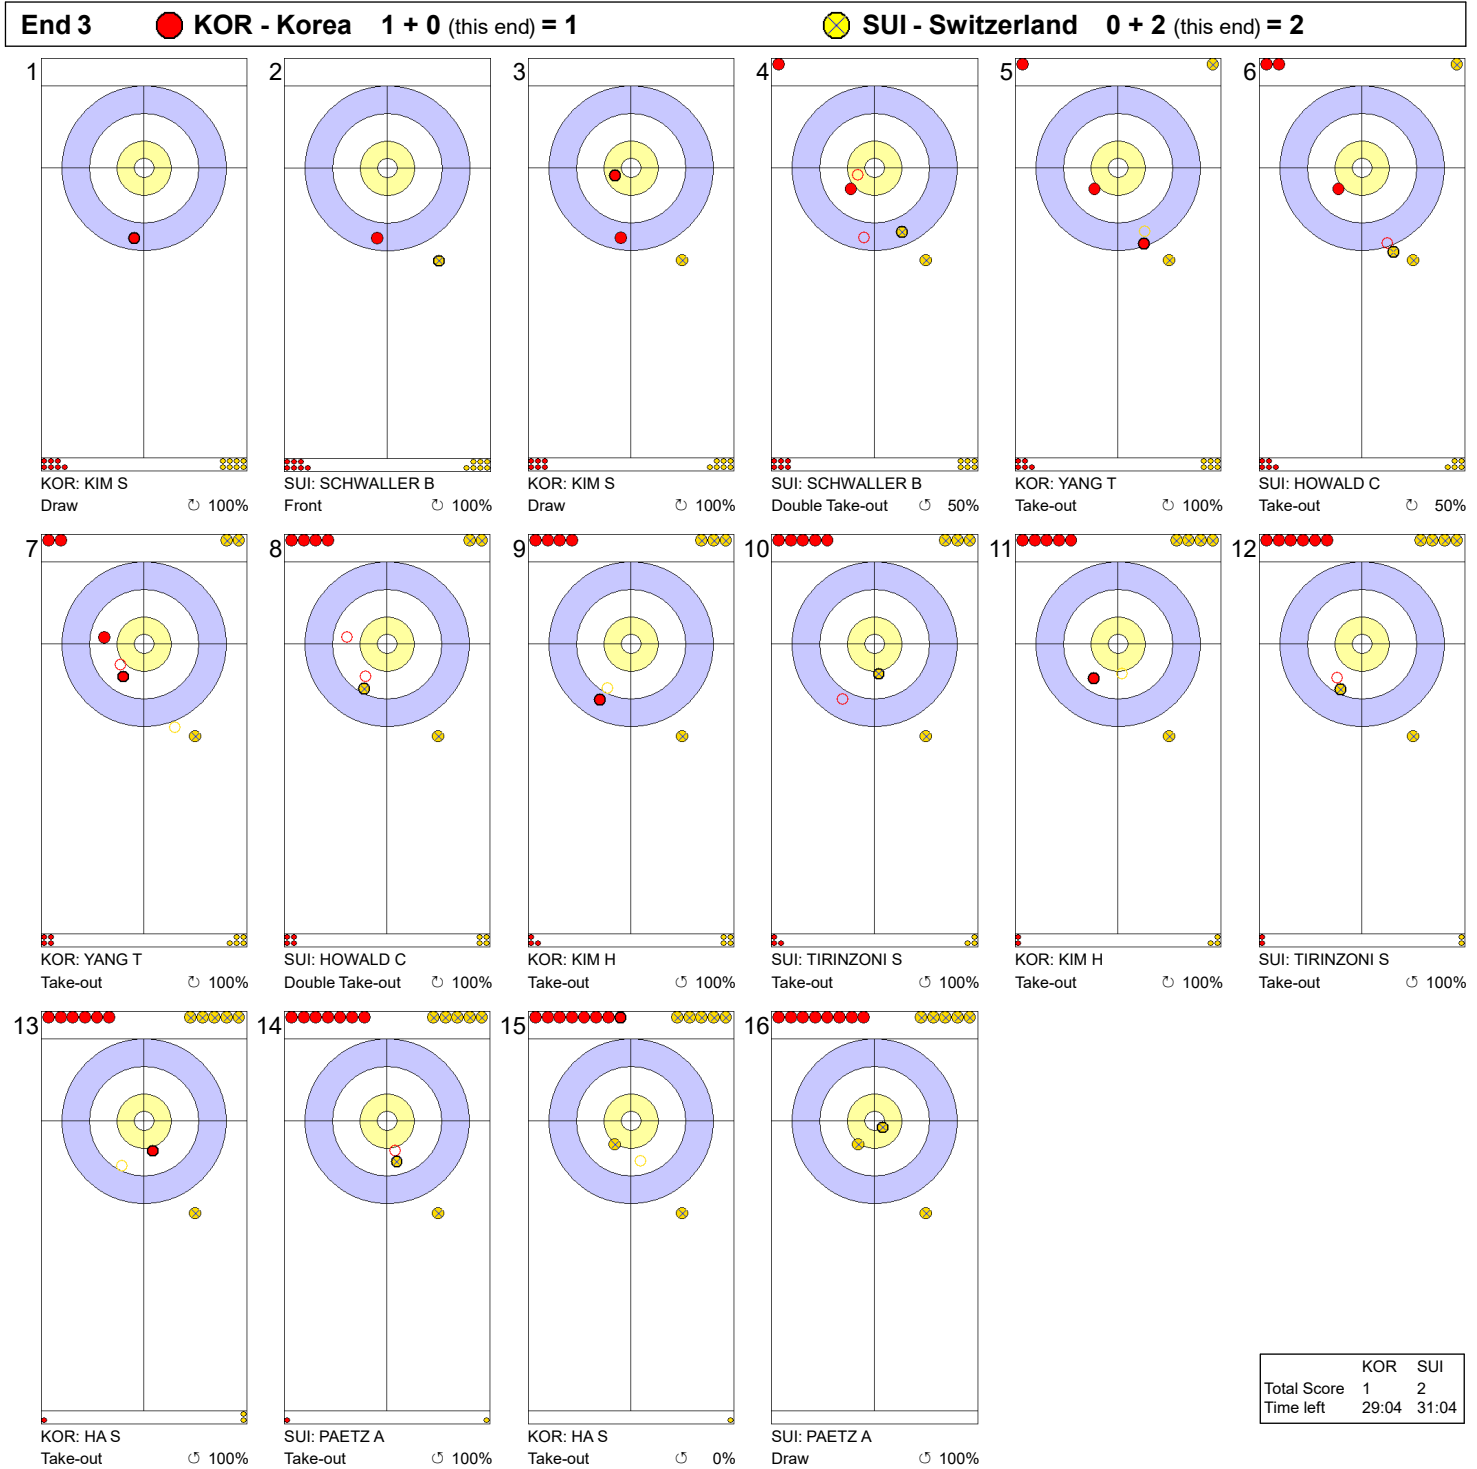 End 3 KOR - Korea 1 + 0 (this end) = 1 SUI - Switzerland 0 + 2 (this end) = 2
1 2 3 4 5 6
KOR: KIM S SUI: SCHWALLER B KOR: KIM S SUI: SCHWALLER B KOR: YANG T SUI: HOWALD C
Draw ↻ 100% Front ↻ 100% Draw ↻ 100% Double Take-out ↺ 50% Take-out ↻ 100% Take-out ↻ 50%
7 8 9 10 11 12
KOR: YANG T SUI: HOWALD C KOR: KIM H SUI: TIRINZONI S KOR: KIM H SUI: TIRINZONI S
Take-out ↻ 100% Double Take-out ↻ 100% Take-out ↺ 100% Take-out ↺ 100% Take-out ↻ 100% Take-out ↻ 100%
13 14 15 16
KOR: HA S SUI: PAETZ A KOR: HA S SUI: PAETZ A
Take-out ↺ 100% Take-out ↺ 100% Take-out ↺ 0% Draw ↺ 100%
KOR SUI
Total Score 1 2
Time left 29:04 31:04